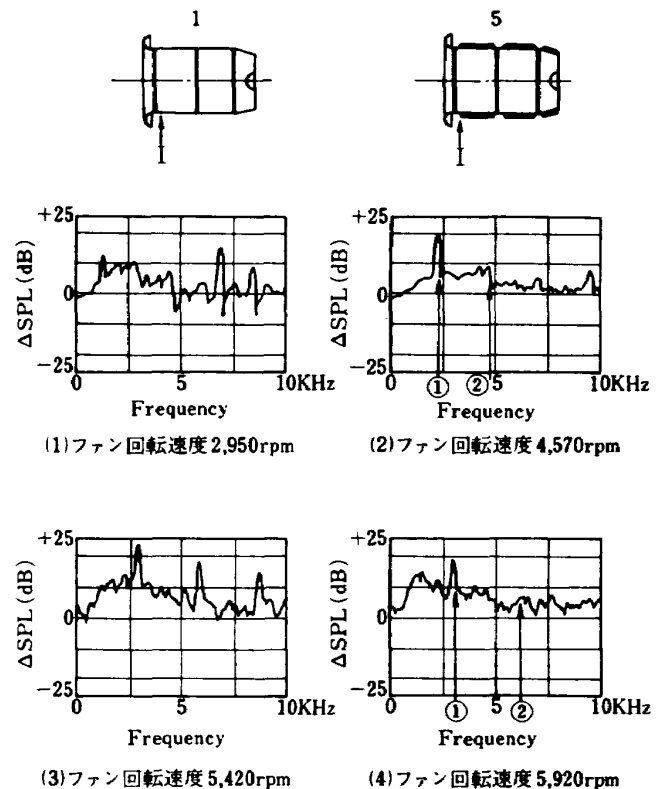 1
5
I
I
+25
0
−25
ΔSPL(dB)
0 5 10KHz
Frequency
(1)ファン回転速度2,950rpm
+25
0
−25
ΔSPL(dB)
0 5 10KHz
① ②
Frequency
(2)ファン回転速度4,570rpm
+25
0
−25
ΔSPL(dB)
0 5 10KHz
Frequency
(3)ファン回転速度5,420rpm
+25
0
−25
ΔSPL(dB)
0 5 10KHz
① ②
Frequency
(4)ファン回転速度5,920rpm